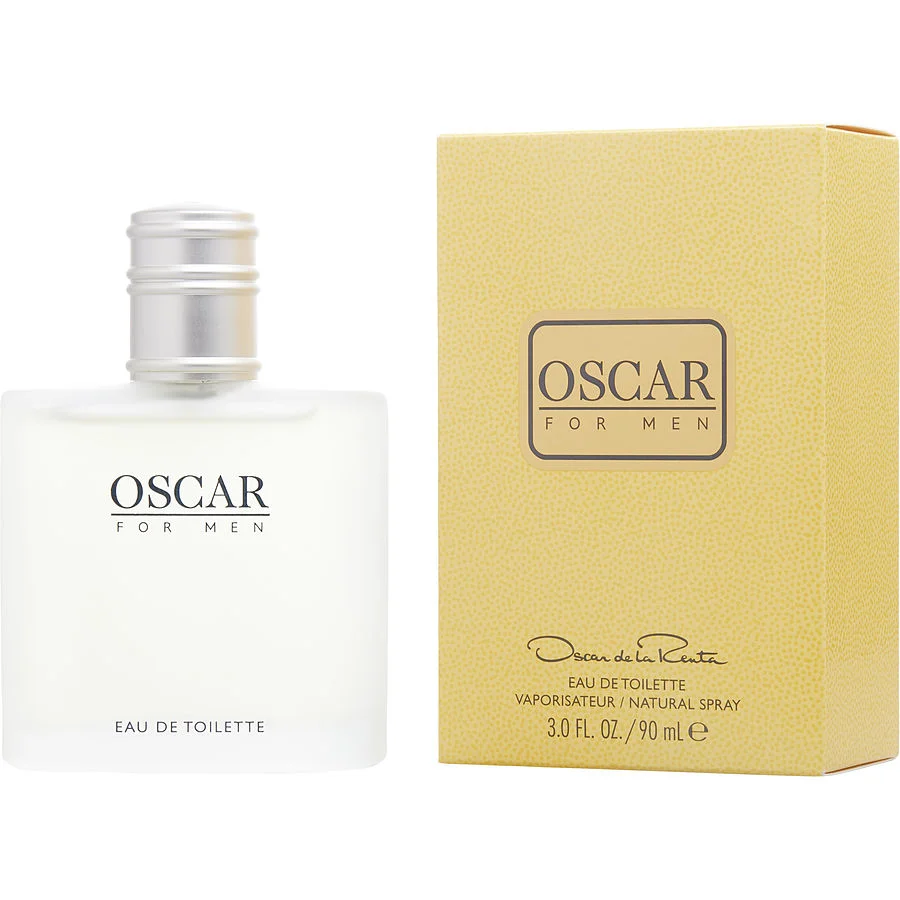 OSCAR
FOR MEN
EAU DE TOILETTE
OSCAR
FOR MEN
Oscar de la Renta
EAU DE TOILETTE
VAPORISATEUR / NATURAL SPRAY
3.0 FL. OZ. / 90 mL ℮